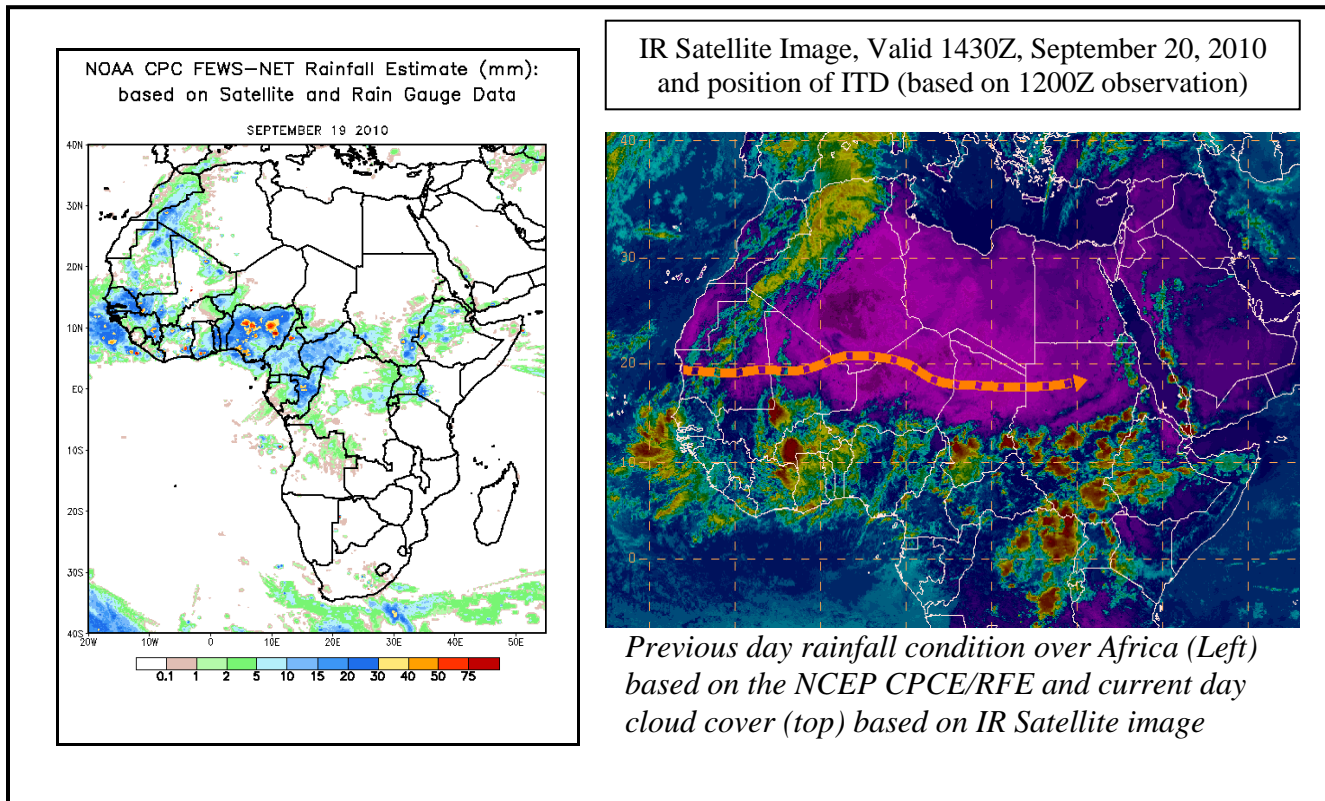 NOAA CPC FEWS-NET Rainfall Estimate (mm):
based on Satellite and Rain Gauge Data
SEPTEMBER 19 2010
40N
30N
20N
10N
EQ
10S
20S
30S
40S
20W 10W 0 10E 20E 30E 40E 50E
0.1 1 2 5 10 15 20 30 40 50 75
IR Satellite Image, Valid 1430Z, September 20, 2010
and position of ITD (based on 1200Z observation)
40
30
20
10
0
Previous day rainfall condition over Africa (Left)
based on the NCEP CPCE/RFE and current day
cloud cover (top) based on IR Satellite image